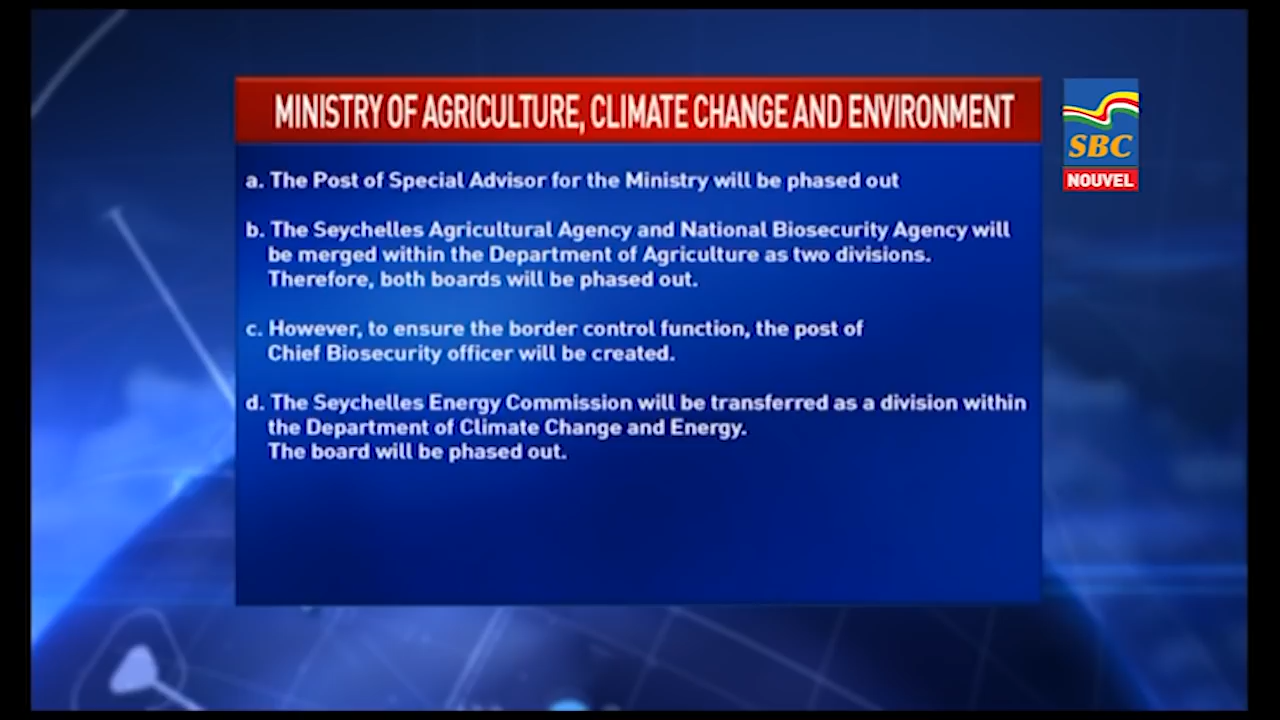 MINISTRY OF AGRICULTURE, CLIMATE CHANGE AND ENVIRONMENT
SBC
NOUVEL
a. The Post of Special Advisor for the Ministry will be phased out
b. The Seychelles Agricultural Agency and National Biosecurity Agency will
be merged within the Department of Agriculture as two divisions.
Therefore, both boards will be phased out.
c. However, to ensure the border control function, the post of
Chief Biosecurity officer will be created.
d. The Seychelles Energy Commission will be transferred as a division within
the Department of Climate Change and Energy.
The board will be phased out.